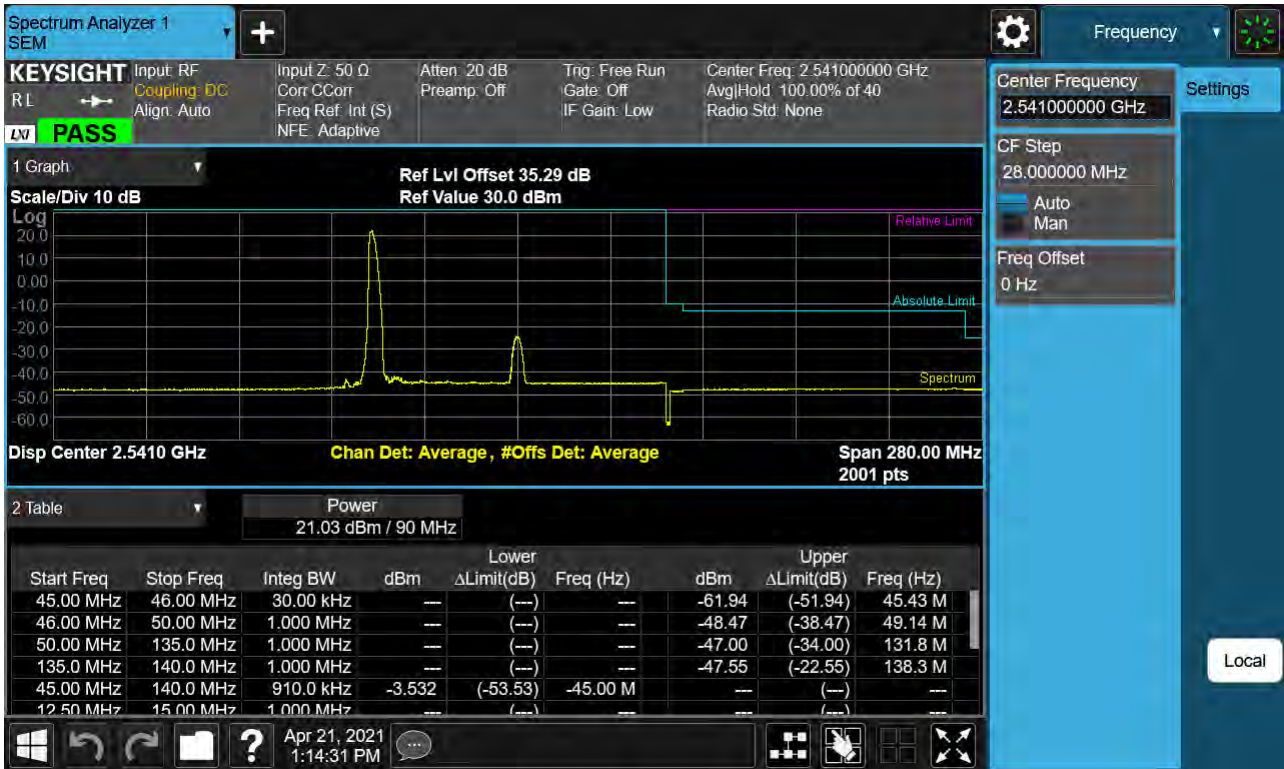 Spectrum Analyzer 1
SEM
Frequency
KEYSIGHT
R L
LXI PASS
Input: RF
Coupling: DC
Align: Auto
Input Z: 50 Ω
Corr CCorr
Freq Ref: Int (S)
NFE: Adaptive
Atten: 20 dB
Preamp: Off
Trig: Free Run
Gate: Off
IF Gain: Low
Center Freq: 2.541000000 GHz
Avg|Hold: 100.00% of 40
Radio Std: None
Center Frequency
2.541000000 GHz
Settings
CF Step
28.000000 MHz
Auto
Man
Freq Offset
0 Hz
Local
1 Graph
Scale/Div 10 dB
Ref Lvl Offset 35.29 dB
Ref Value 30.0 dBm
Log
20.0
10.0
0.00
-10.0
-20.0
-30.0
-40.0
-50.0
-60.0
Relative Limit
Absolute Limit
Spectrum
Disp Center 2.5410 GHz
Chan Det: Average , #Offs Det: Average
Span 280.00 MHz
2001 pts
2 Table
Power
21.03 dBm / 90 MHz
Lower Upper
Start Freq Stop Freq Integ BW dBm ΔLimit(dB) Freq (Hz) dBm ΔLimit(dB) Freq (Hz)
45.00 MHz 46.00 MHz 30.00 kHz --- (---) --- -61.94 (-51.94) 45.43 M
46.00 MHz 50.00 MHz 1.000 MHz --- (---) --- -48.47 (-38.47) 49.14 M
50.00 MHz 135.0 MHz 1.000 MHz --- (---) --- -47.00 (-34.00) 131.8 M
135.0 MHz 140.0 MHz 1.000 MHz --- (---) --- -47.55 (-22.55) 138.3 M
45.00 MHz 140.0 MHz 910.0 kHz -3.532 (-53.53) -45.00 M --- (---) ---
12.50 MHz 15.00 MHz 1.000 MHz --- (---) --- --- (---) ---
?
Apr 21, 2021
1:14:31 PM